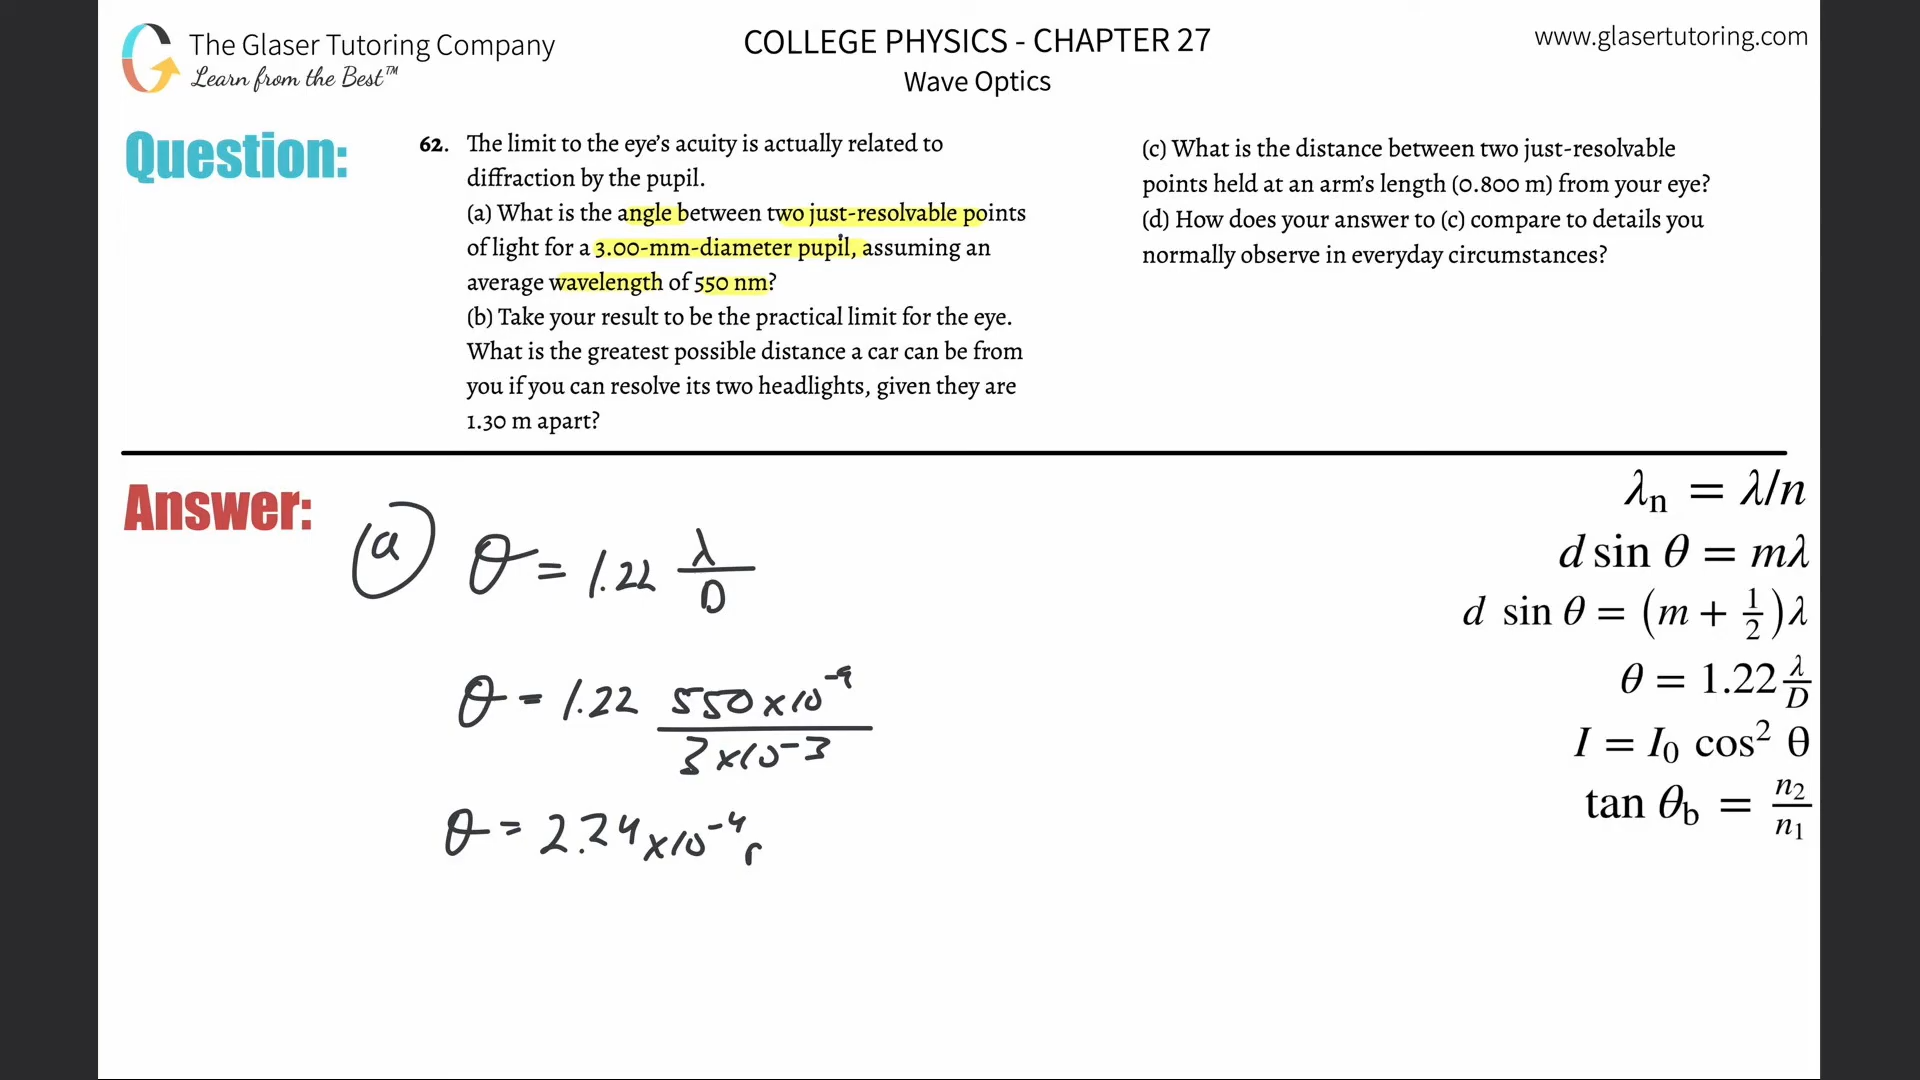 The Glaser Tutoring Company
Learn from the Best™
COLLEGE PHYSICS - CHAPTER 27
Wave Optics
www.glasertutoring.com
Question:
62. The limit to the eye’s acuity is actually related to
diffraction by the pupil.
(a) What is the angle between two just-resolvable points
of light for a 3.00-mm-diameter pupil, assuming an
average wavelength of 550 nm?
(b) Take your result to be the practical limit for the eye.
What is the greatest possible distance a car can be from
you if you can resolve its two headlights, given they are
1.30 m apart?
(c) What is the distance between two just-resolvable
points held at an arm’s length (0.800 m) from your eye?
(d) How does your answer to (c) compare to details you
normally observe in everyday circumstances?
Answer:
(a) θ = 1.22 λ/D
θ = 1.22 550 x 10⁻⁹ / 3 x 10⁻³
θ = 2.24 x 10⁻⁴ r
λₙ = λ/n
d sin θ = mλ
d sin θ = (m + 1/2)λ
θ = 1.22 λ/D
I = I₀ cos² θ
tan θb = n₂/n₁